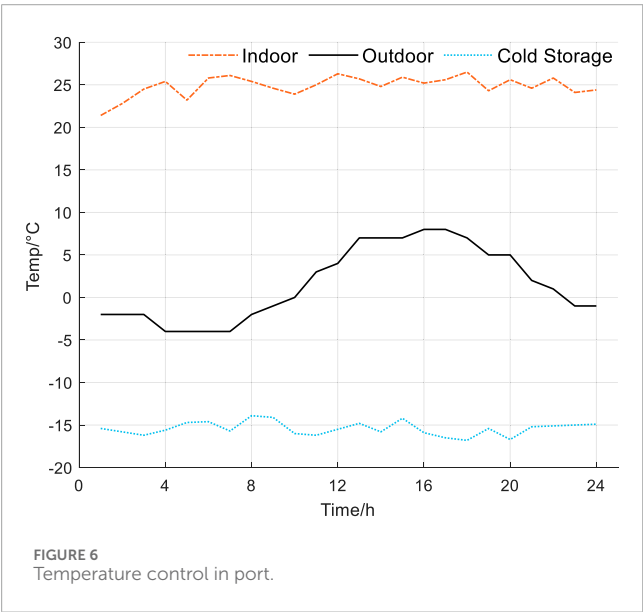 Indoor Outdoor Cold Storage
30
25
20
15
10
5
0
-5
-10
-15
-20
Temp/°C
0 4 8 12 16 20 24
Time/h
FIGURE 6
Temperature control in port.